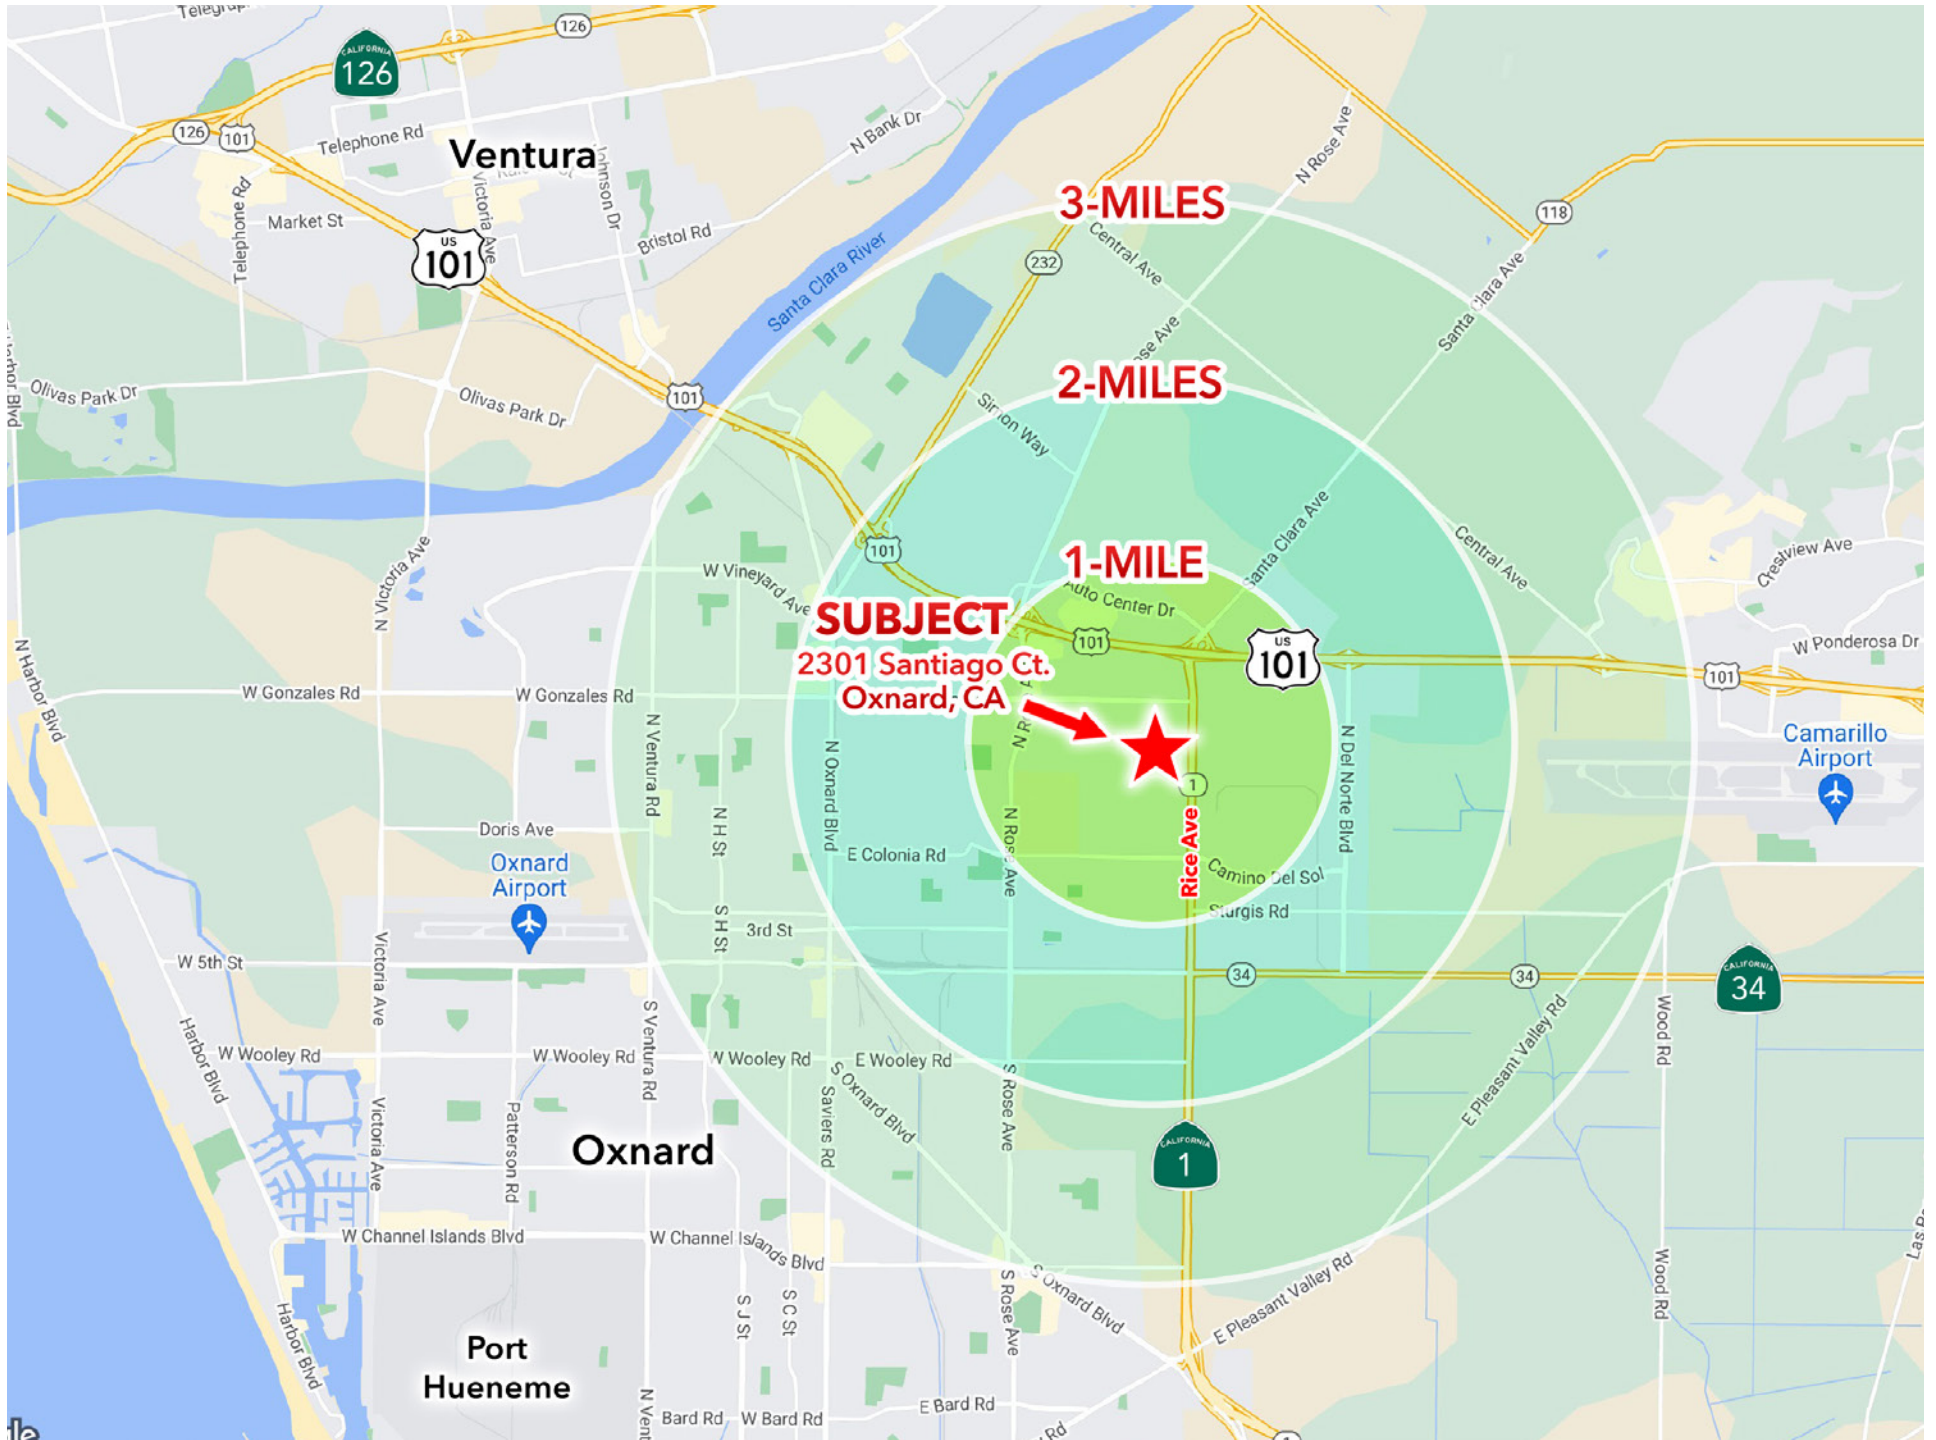 126
CALIFORNIA
126
126
101
Telephone Rd
Ventura
N Bank Dr
Johnson Dr
Victoria Ave
Telephone Rd
Market St
Bristol Rd
US
101
Santa Clara River
3-MILES
N Rose Ave
118
232
Central Ave
Santa Clara Ave
Olivas Park Dr
Olivas Park Dr
101
2-MILES
Simon Way
N Victoria Ave
101
W Vineyard Ave
1-MILE
Santa Clara Ave
Central Ave
Crestview Ave
Auto Center Dr
SUBJECT
2301 Santiago Ct.
Oxnard, CA
101
US
101
101
W Ponderosa Dr
N Harbor Blvd
W Gonzales Rd
W Gonzales Rd
N Ventura Rd
N Oxnard Blvd
N Del Norte Blvd
Camarillo
Airport
1
Rice Ave
N H St
N Rose Ave
Doris Ave
E Colonia Rd
Camino Del Sol
Oxnard
Airport
Sturgis Rd
S H St
3rd St
W 5th St
Victoria Ave
34
34
CALIFORNIA
34
S Ventura Rd
Wood Rd
Harbor Blvd
W Wooley Rd
W Wooley Rd
W Wooley Rd
E Wooley Rd
S Oxnard Blvd
S Rose Ave
E Pleasant Valley Rd
Saviers Rd
Victoria Ave
Patterson Rd
Oxnard
CALIFORNIA
1
W Channel Islands Blvd
W Channel Islands Blvd
S Oxnard Blvd
S Rose Ave
E Pleasant Valley Rd
Wood Rd
S J St
S C St
Harbor Blvd
Port
Hueneme
Bard Rd
W Bard Rd
E Bard Rd